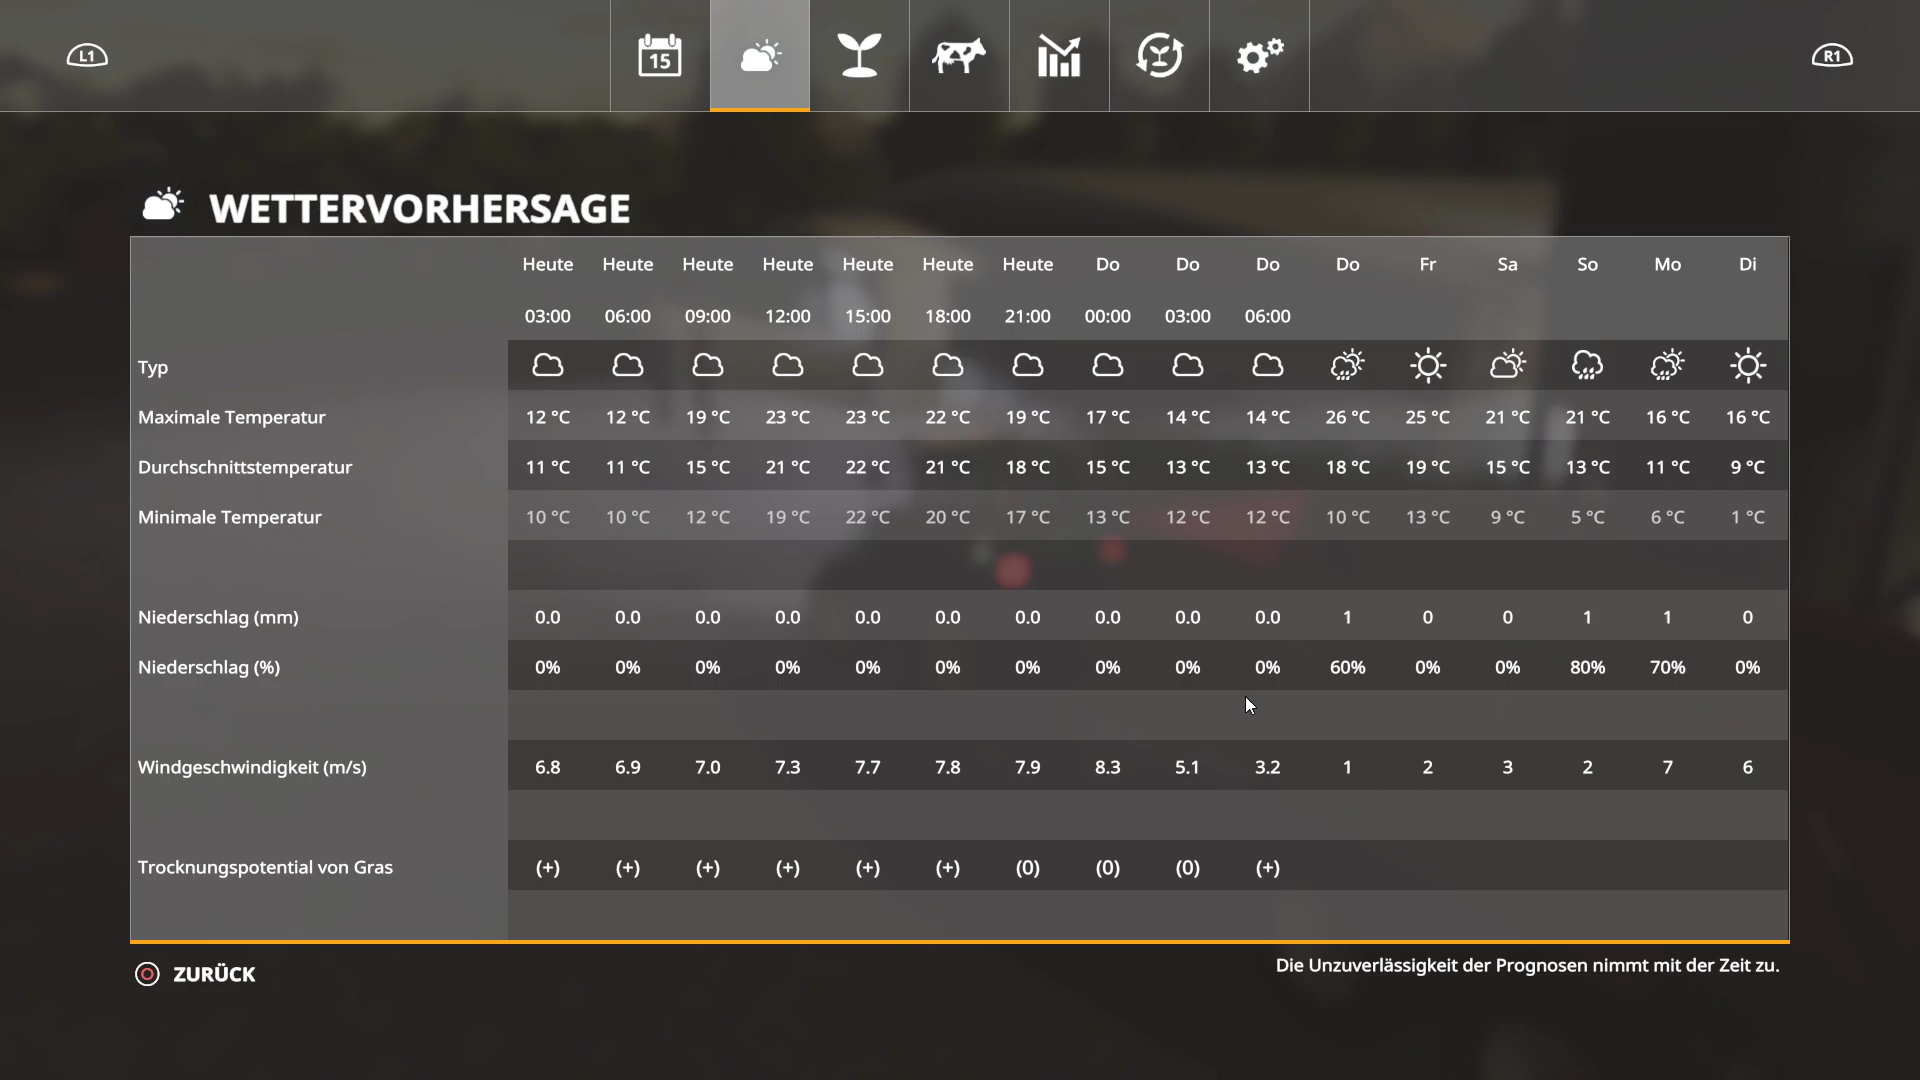 L1 15 R1
WETTERVORHERSAGE
Heute Heute Heute Heute Heute Heute Heute Do Do Do Do Fr Sa So Mo Di
03:00 06:00 09:00 12:00 15:00 18:00 21:00 00:00 03:00 06:00
Typ
Maximale Temperatur 12 °C 12 °C 19 °C 23 °C 23 °C 22 °C 19 °C 17 °C 14 °C 14 °C 26 °C 25 °C 21 °C 21 °C 16 °C 16 °C
Durchschnittstemperatur 11 °C 11 °C 15 °C 21 °C 22 °C 21 °C 18 °C 15 °C 13 °C 13 °C 18 °C 19 °C 15 °C 13 °C 11 °C 9 °C
Minimale Temperatur 10 °C 10 °C 12 °C 19 °C 22 °C 20 °C 17 °C 13 °C 12 °C 12 °C 10 °C 13 °C 9 °C 5 °C 6 °C 1 °C
Niederschlag (mm) 0.0 0.0 0.0 0.0 0.0 0.0 0.0 0.0 0.0 0.0 1 0 0 1 1 0
Niederschlag (%) 0% 0% 0% 0% 0% 0% 0% 0% 0% 0% 60% 0% 0% 80% 70% 0%
Windgeschwindigkeit (m/s) 6.8 6.9 7.0 7.3 7.7 7.8 7.9 8.3 5.1 3.2 1 2 3 2 7 6
Trocknungspotential von Gras (+) (+) (+) (+) (+) (+) (0) (0) (0) (+)
ZURÜCK Die Unzuverlässigkeit der Prognosen nimmt mit der Zeit zu.